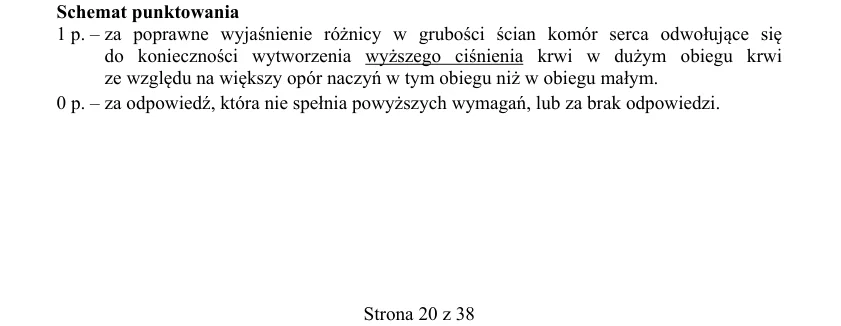 Schemat punktowania
1 p. – za poprawne wyjaśnienie różnicy w grubości ścian komór serca odwołujące się
do konieczności wytworzenia wyższego ciśnienia krwi w dużym obiegu krwi
ze względu na większy opór naczyń w tym obiegu niż w obiegu małym.
0 p. – za odpowiedź, która nie spełnia powyższych wymagań, lub za brak odpowiedzi.
Strona 20 z 38